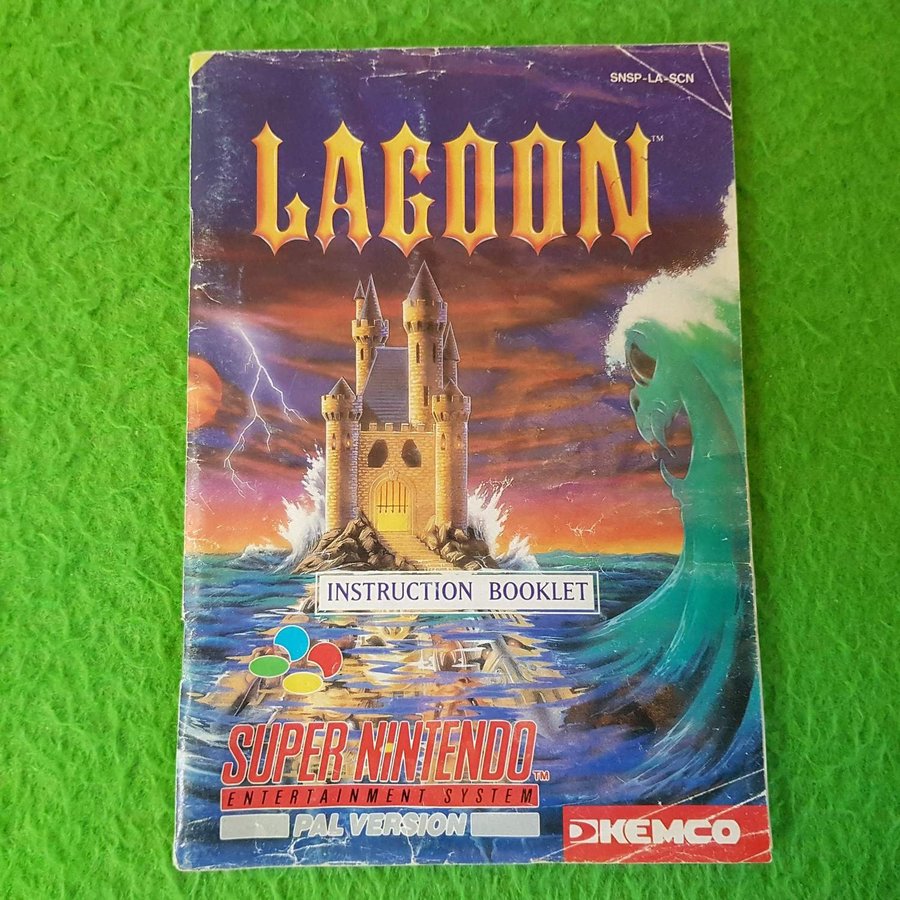 SNSP-LA-SCN
LAGOON™
INSTRUCTION BOOKLET
SUPER NINTENDO™
ENTERTAINMENT SYSTEM
PAL VERSION
KEMCO